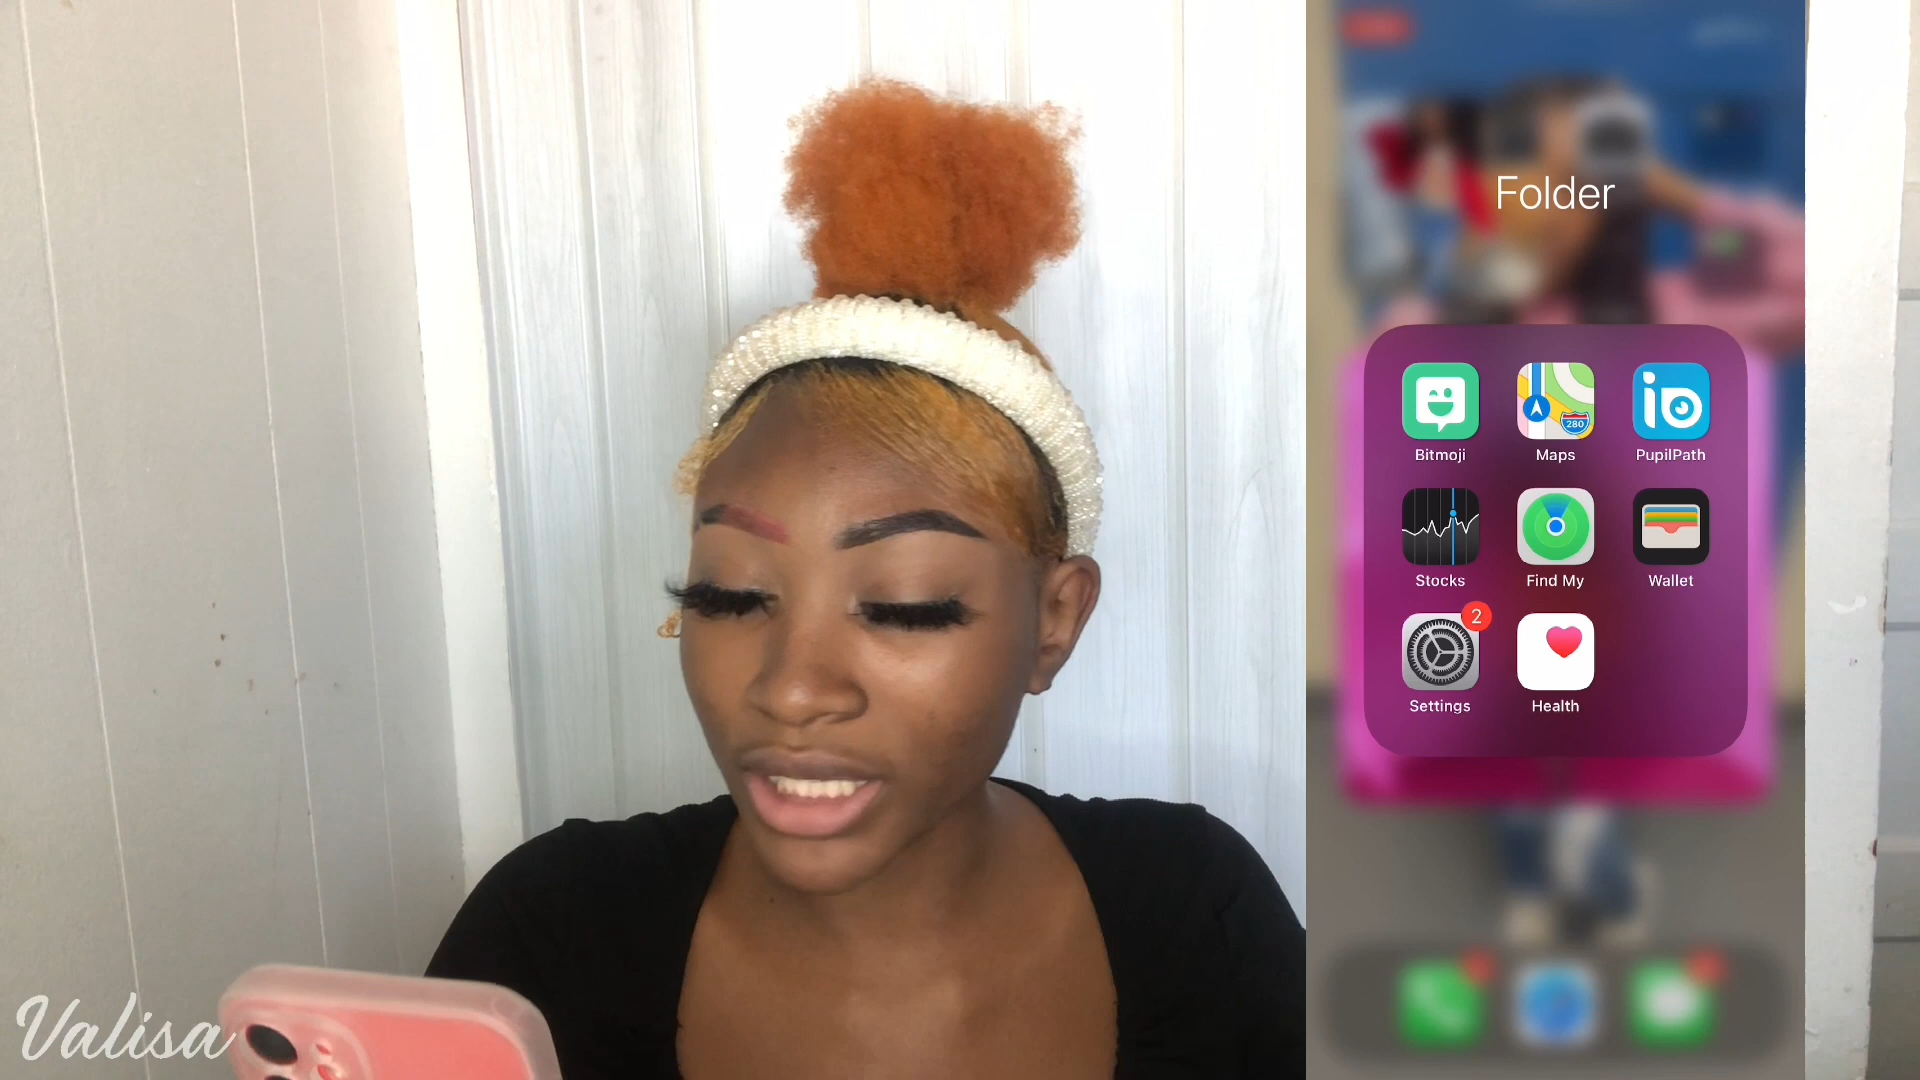 Folder
280
Bitmoji
Maps
PupilPath
Stocks
Find My
Wallet
2
Settings
Health
Valisa